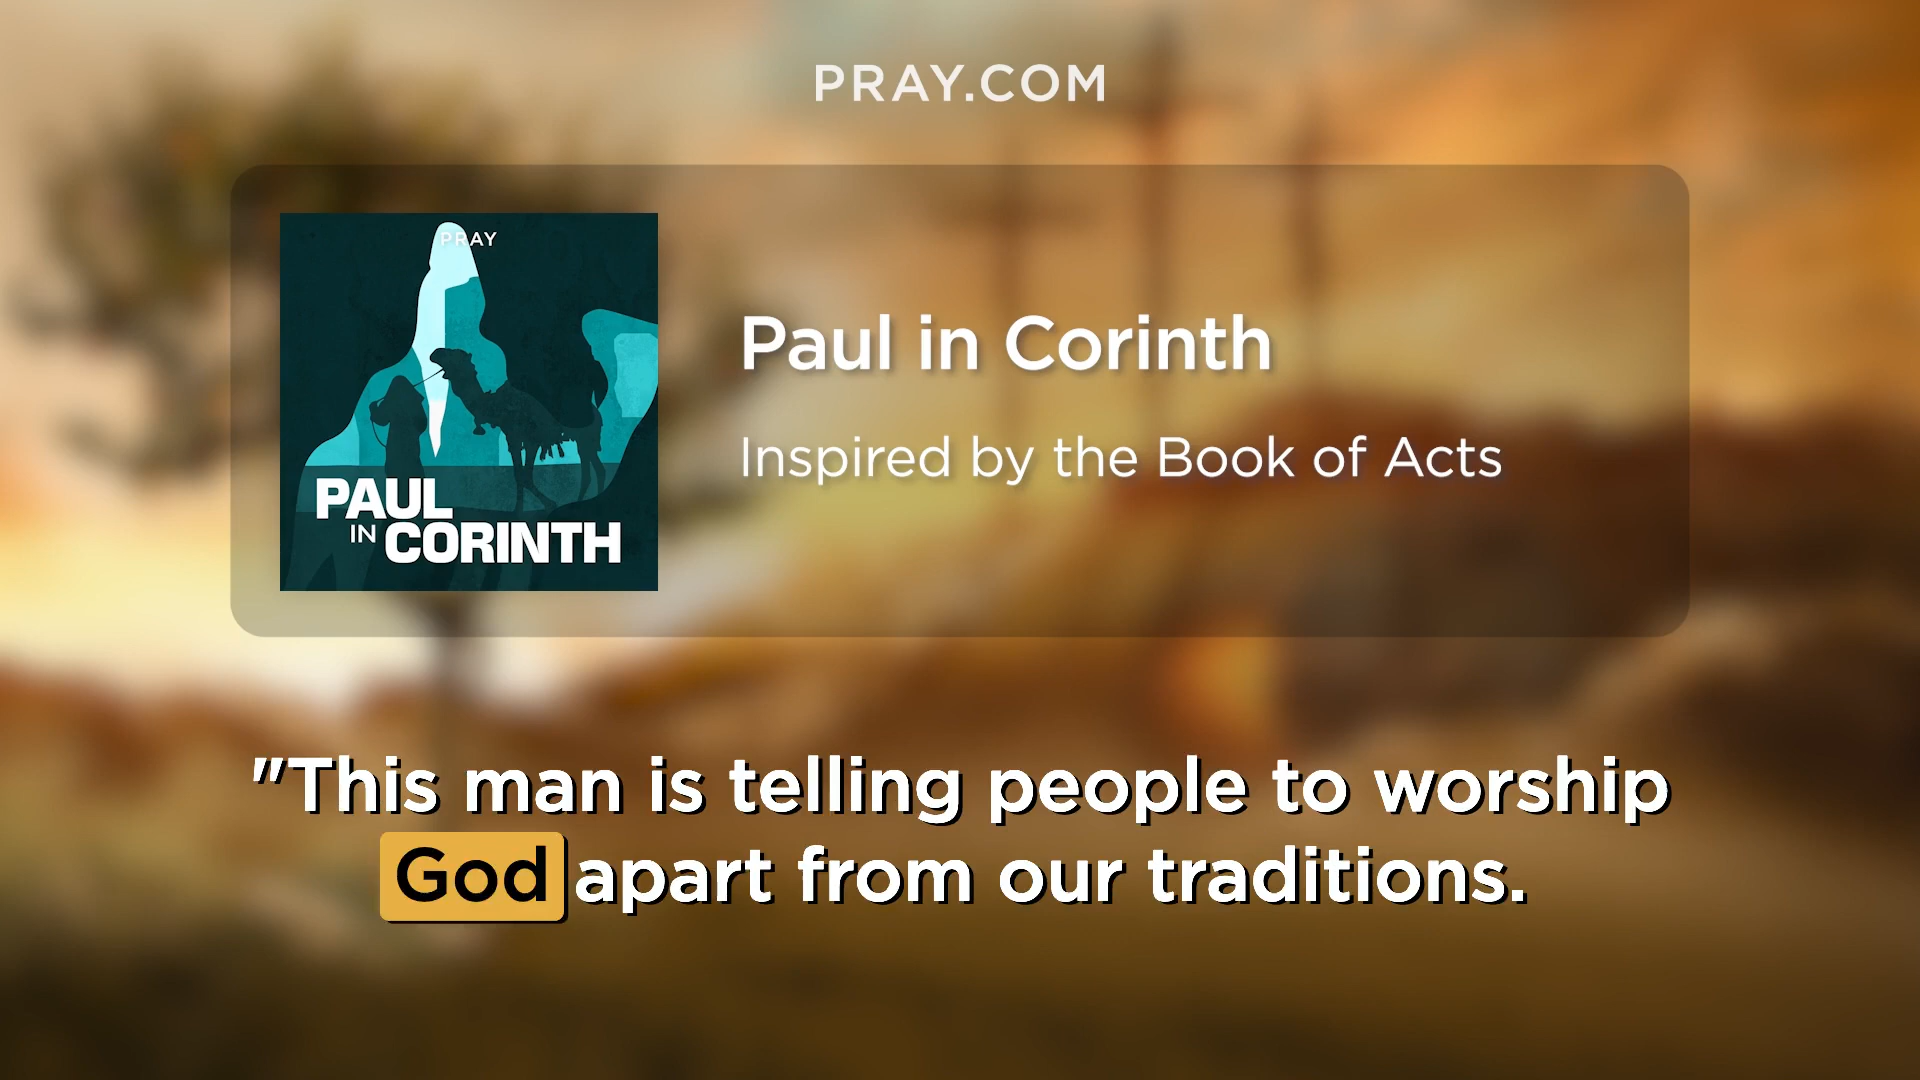 PRAY.COM
PRAY
PAUL
IN CORINTH
Paul in Corinth
Inspired by the Book of Acts
"This man is telling people to worship
God apart from our traditions.